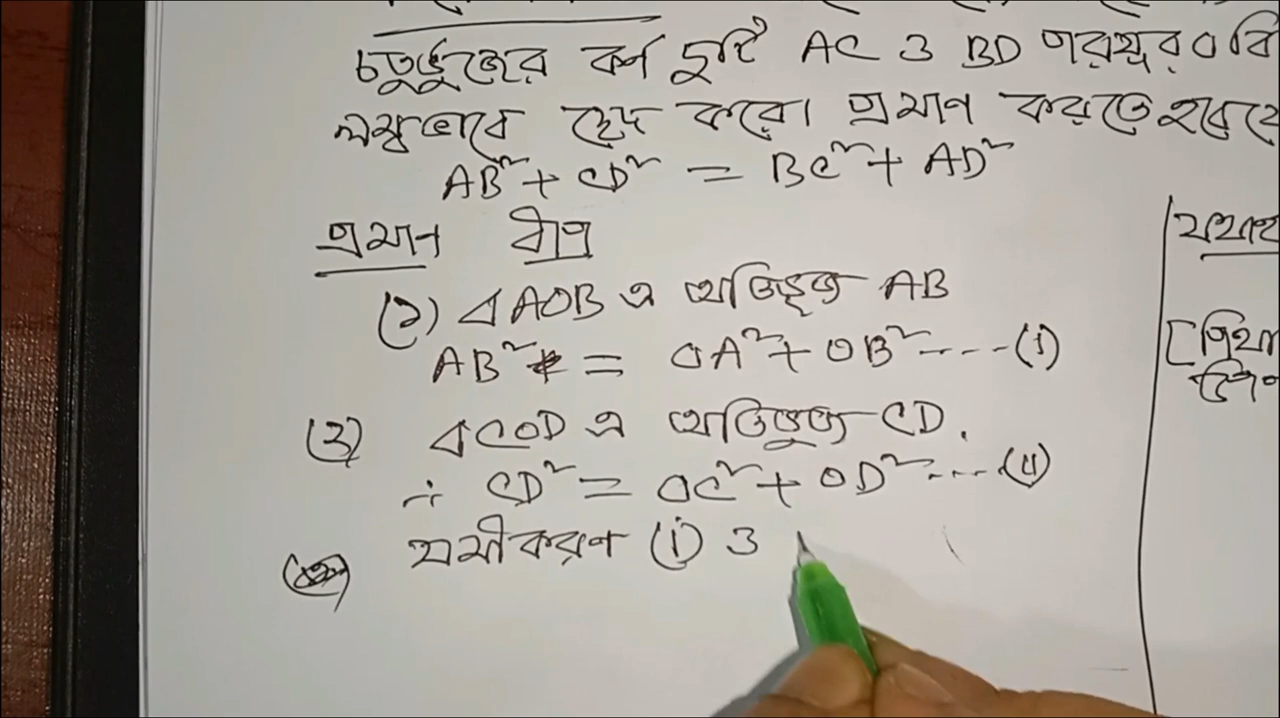 চতুর্ভুজের কর্ণ দুটি AC ও BD পরস্পর O বি
লম্বভাবে ছেদ করে। প্রমাণ করতে হবে যে
AB² + CD² = BC² + AD²
প্রমাণ ধাপ
যথার্থ
(১) ◁AOB এ অতিভুজ AB
AB² = OA² + OB² ----(i)
[পিথা
(২) ◁COD এ অতিভুজ CD.
∴ CD² = OC² + OD² ----(ii)
সমীকরণ (i) ও